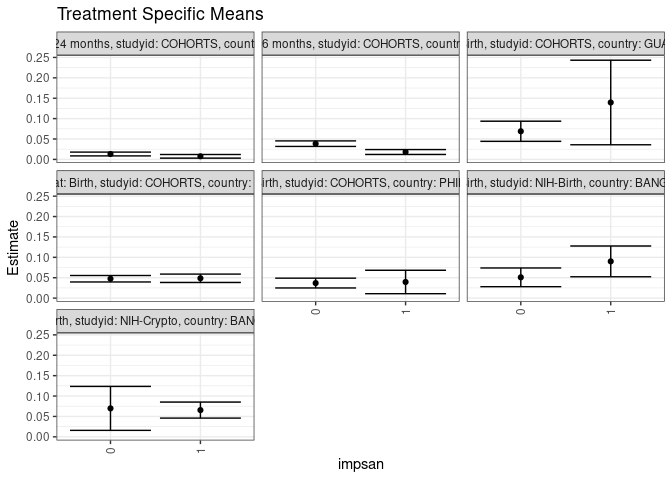 Treatment Specific Means
24 months, studyid: COHORTS, count
6 months, studyid: COHORTS, countr
irth, studyid: COHORTS, country: GUA
at: Birth, studyid: COHORTS, country:
irth, studyid: COHORTS, country: PHI
irth, studyid: NIH-Birth, country: BANG
rth, studyid: NIH-Crypto, country: BAN
0.25
0.20
0.15
0.10
0.05
0.00
0.25
0.20
0.15
0.10
0.05
0.00
0.25
0.20
0.15
0.10
0.05
0.00
Estimate
0
1
0
1
0
1
impsan